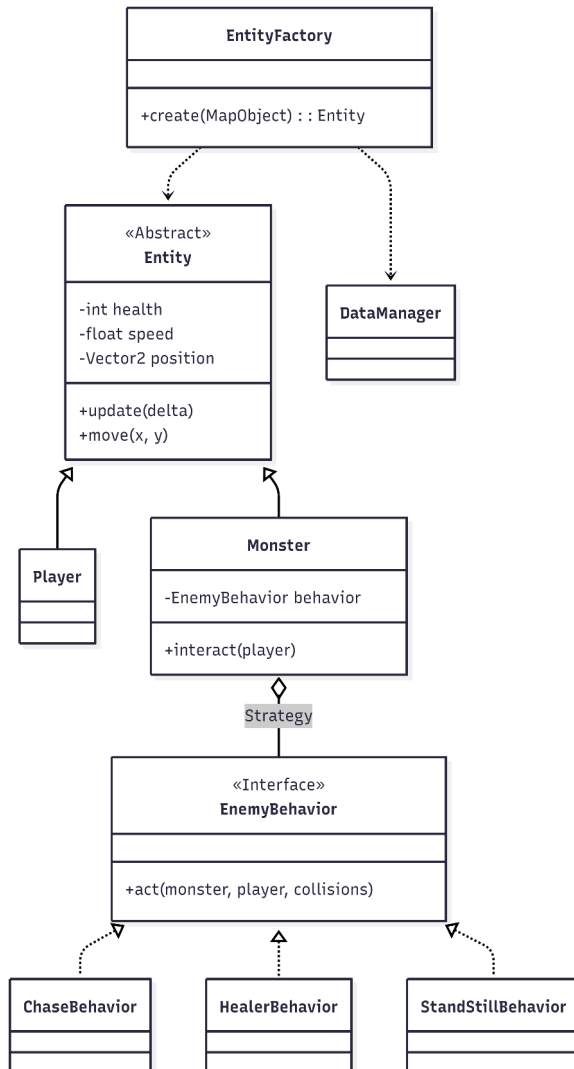 EntityFactory
+create(MapObject) : : Entity
«Abstract»
Entity
-int health
-float speed
-Vector2 position
+update(delta)
+move(x, y)
DataManager
Player
Monster
-EnemyBehavior behavior
+interact(player)
Strategy
«Interface»
EnemyBehavior
+act(monster, player, collisions)
ChaseBehavior
HealerBehavior
StandStillBehavior